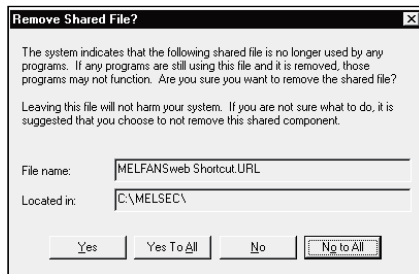 Remove Shared File?
The system indicates that the following shared file is no longer used by any
programs. If any programs are still using this file and it is removed, those
programs may not function. Are you sure you want to remove the shared file?
Leaving this file will not harm your system. If you are not sure what to do, it is
suggested that you choose to not remove this shared component.
File name: MELFANSweb Shortcut.URL
Located in: C:\MELSEC\
Yes Yes To All No No to All